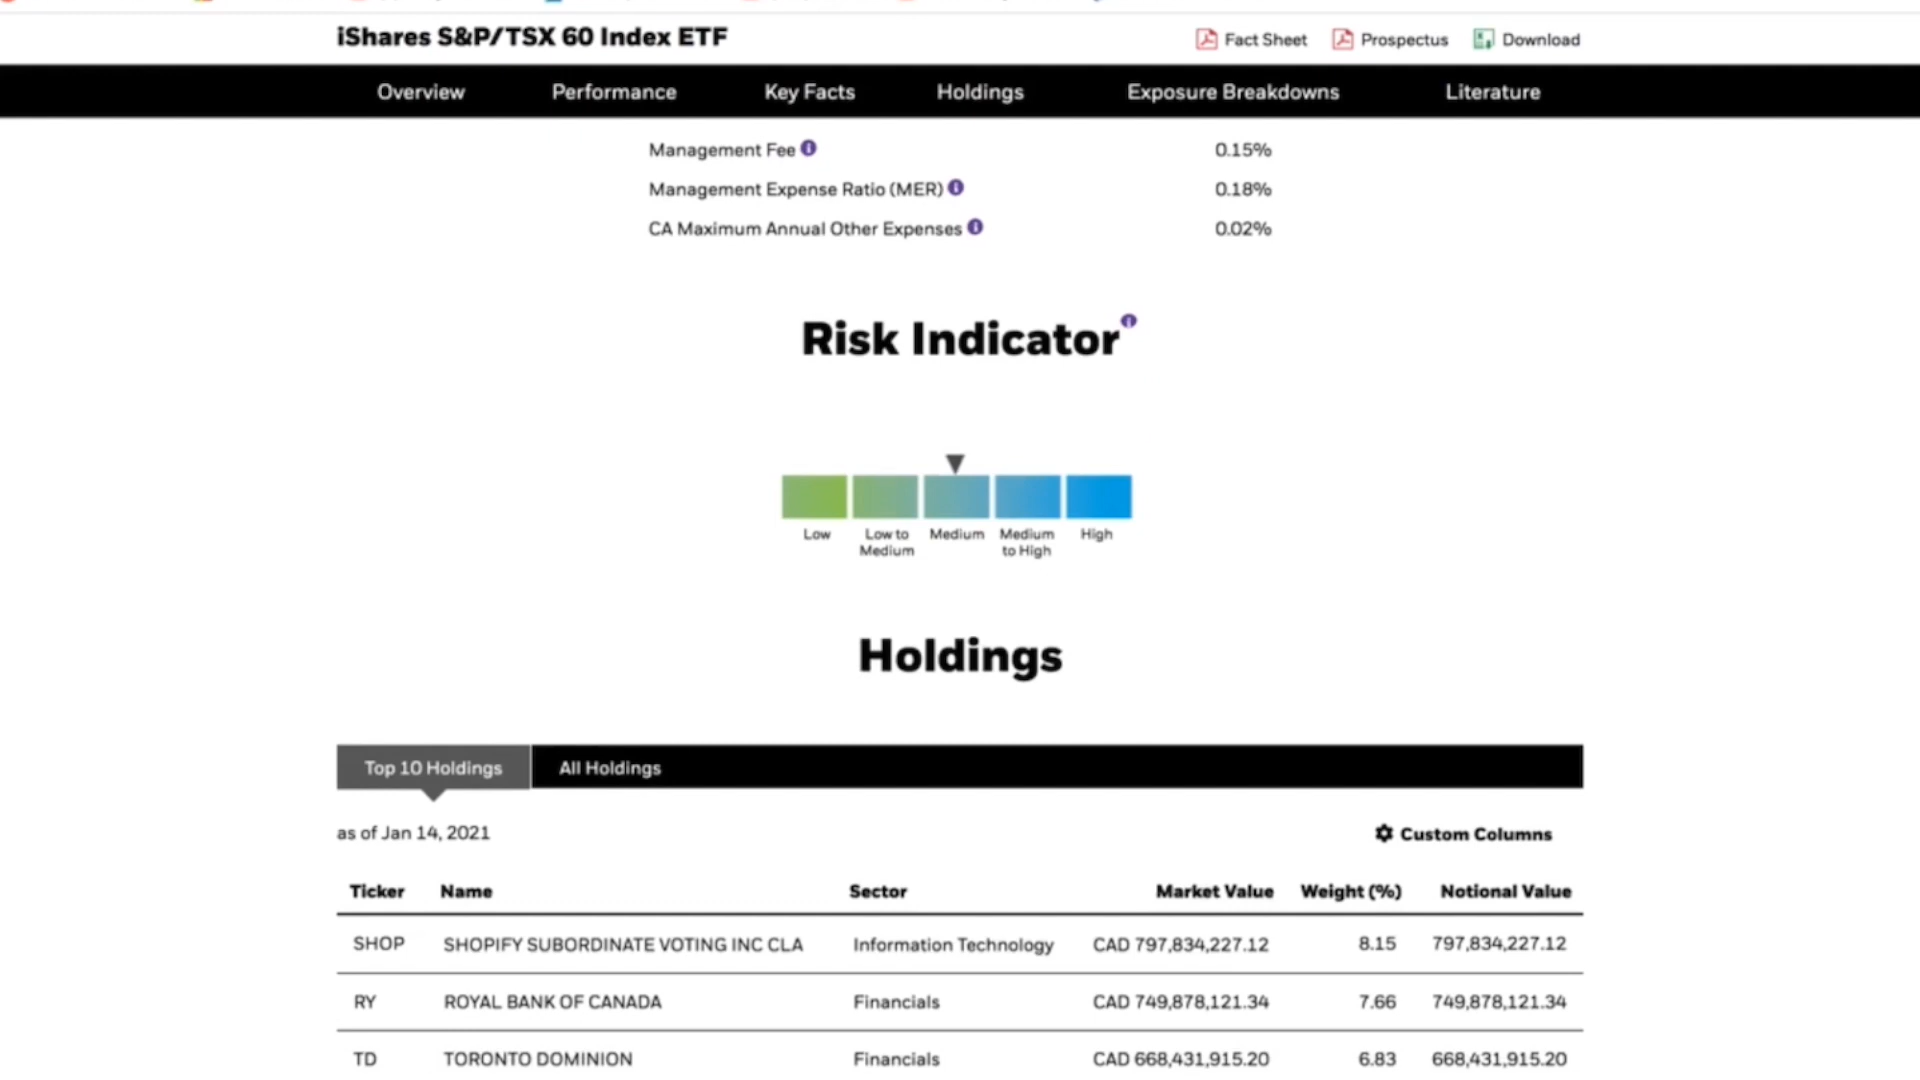 iShares S&P/TSX 60 Index ETF
Fact Sheet Prospectus Download
Overview Performance Key Facts Holdings Exposure Breakdowns Literature
Management Fee 0.15%
Management Expense Ratio (MER) 0.18%
CA Maximum Annual Other Expenses 0.02%
Risk Indicator
Low Low to Medium Medium Medium to High High
Holdings
Top 10 Holdings All Holdings
as of Jan 14, 2021 Custom Columns
Ticker Name Sector Market Value Weight (%) Notional Value
SHOP SHOPIFY SUBORDINATE VOTING INC CLA Information Technology CAD 797,834,227.12 8.15 797,834,227.12
RY ROYAL BANK OF CANADA Financials CAD 749,878,121.34 7.66 749,878,121.34
TD TORONTO DOMINION Financials CAD 668,431,915.20 6.83 668,431,915.20